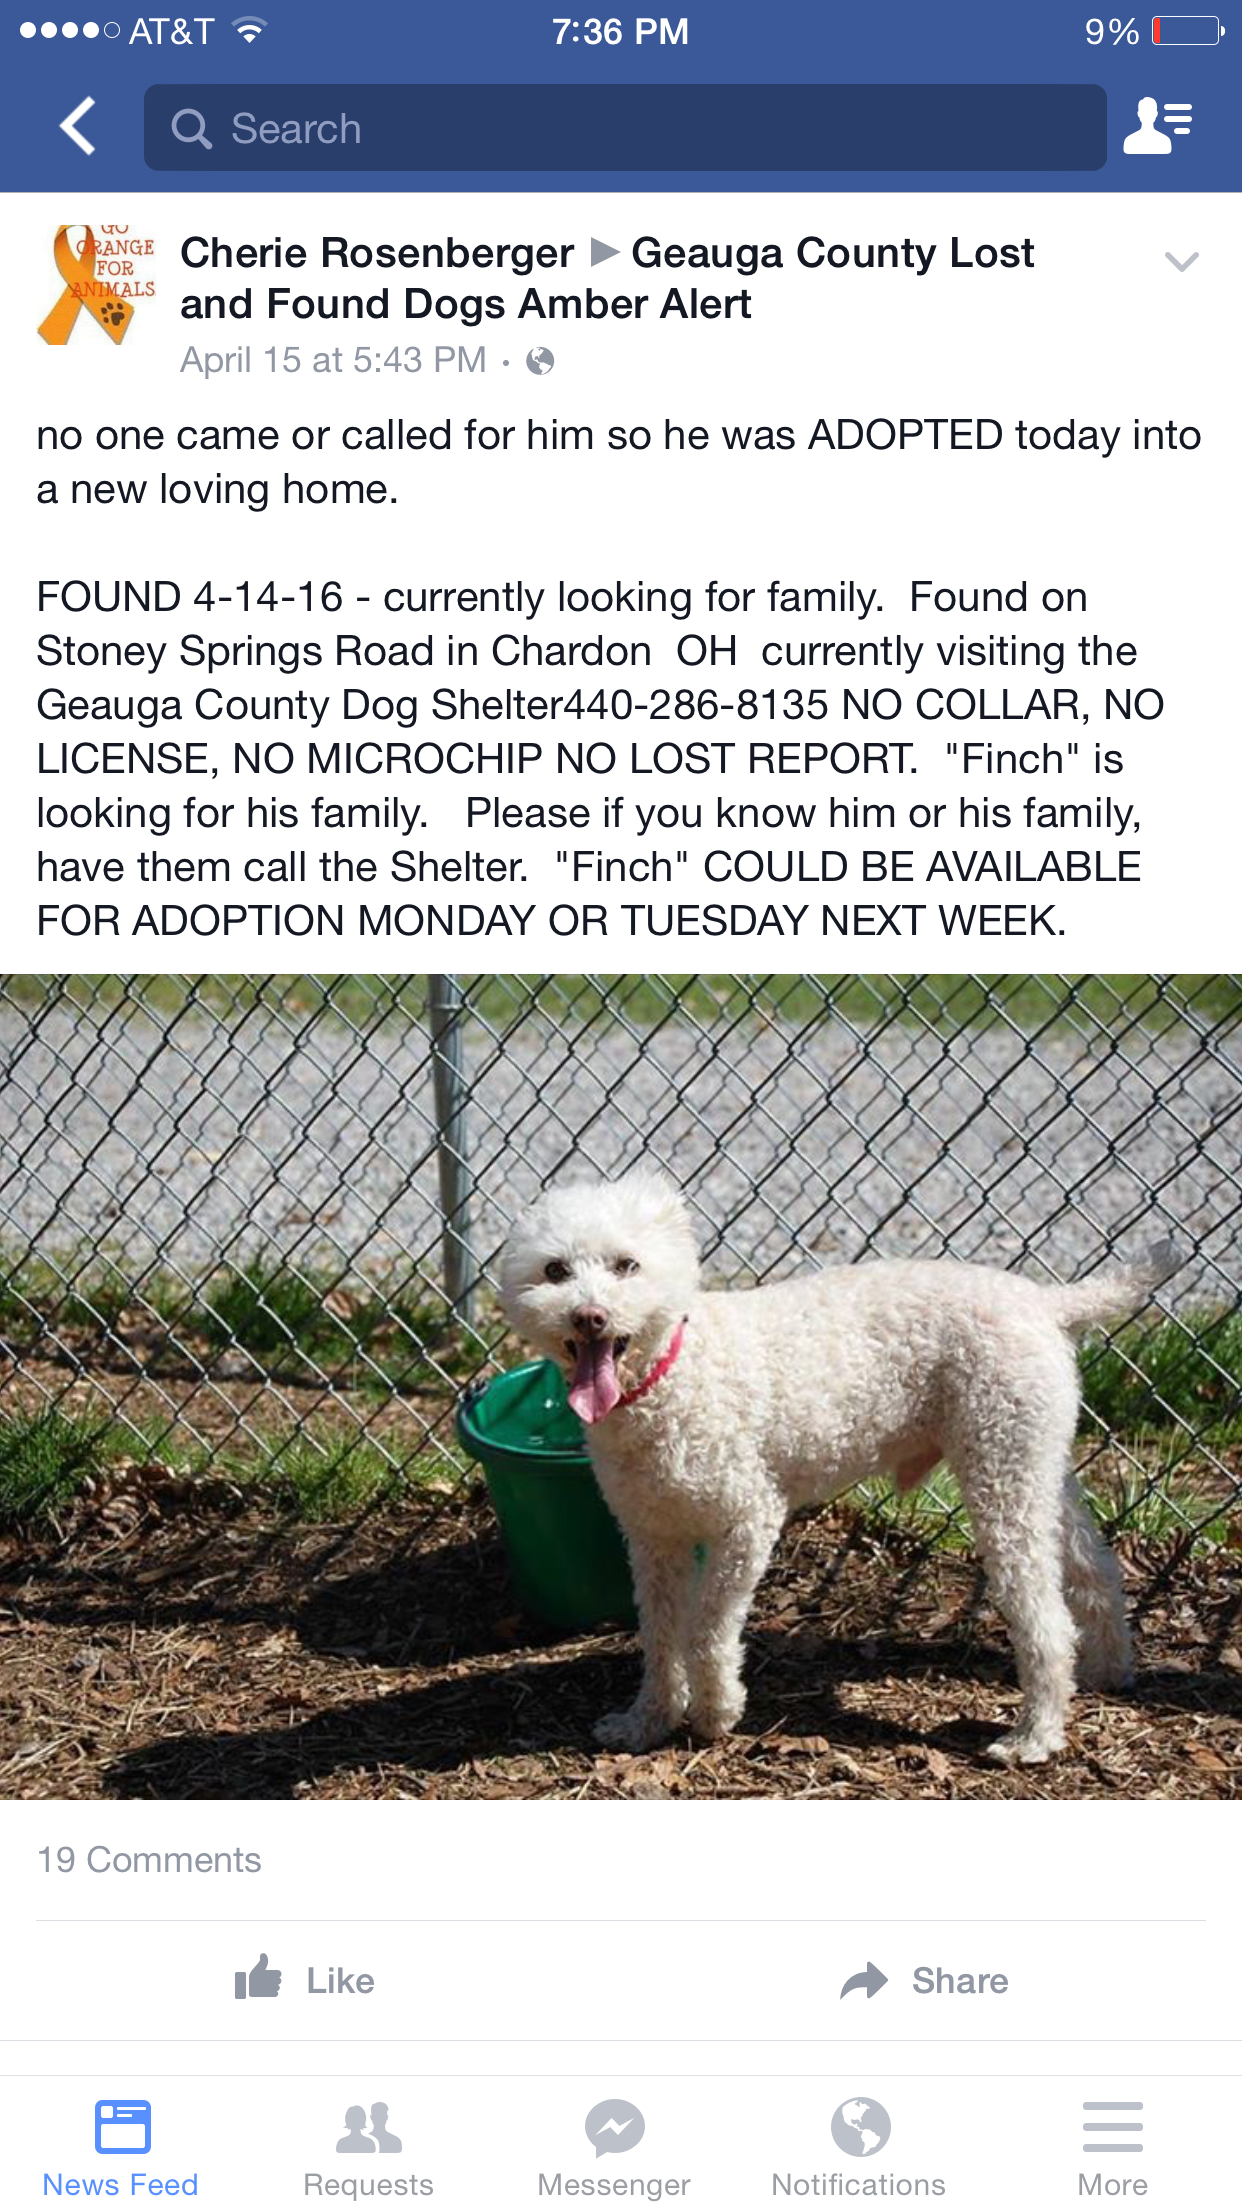 AT&T 7:36 PM 9%
Search
GO
ORANGE
FOR
ANIMALS
Cherie Rosenberger ▶ Geauga County Lost
and Found Dogs Amber Alert
April 15 at 5:43 PM ·
no one came or called for him so he was ADOPTED today into
a new loving home.
FOUND 4-14-16 - currently looking for family.  Found on
Stoney Springs Road in Chardon  OH  currently visiting the
Geauga County Dog Shelter440-286-8135 NO COLLAR, NO
LICENSE, NO MICROCHIP NO LOST REPORT.  "Finch" is
looking for his family.   Please if you know him or his family,
have them call the Shelter.  "Finch" COULD BE AVAILABLE
FOR ADOPTION MONDAY OR TUESDAY NEXT WEEK.
19 Comments
Like Share
News Feed Requests Messenger Notifications More